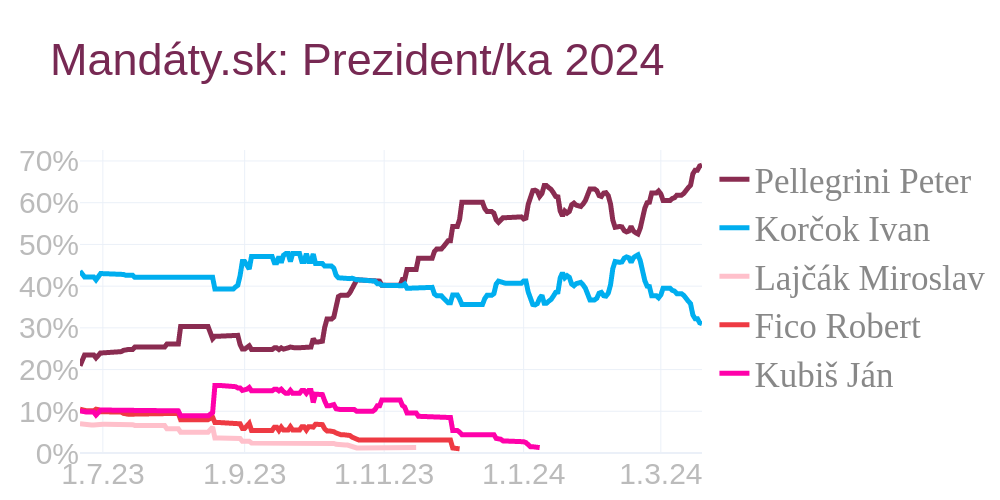 Mandáty.sk: Prezident/ka 2024
70%
60%
50%
40%
30%
20%
10%
0%
1.7.23 1.9.23 1.11.23 1.1.24 1.3.24
Pellegrini Peter
Korčok Ivan
Lajčák Miroslav
Fico Robert
Kubiš Ján